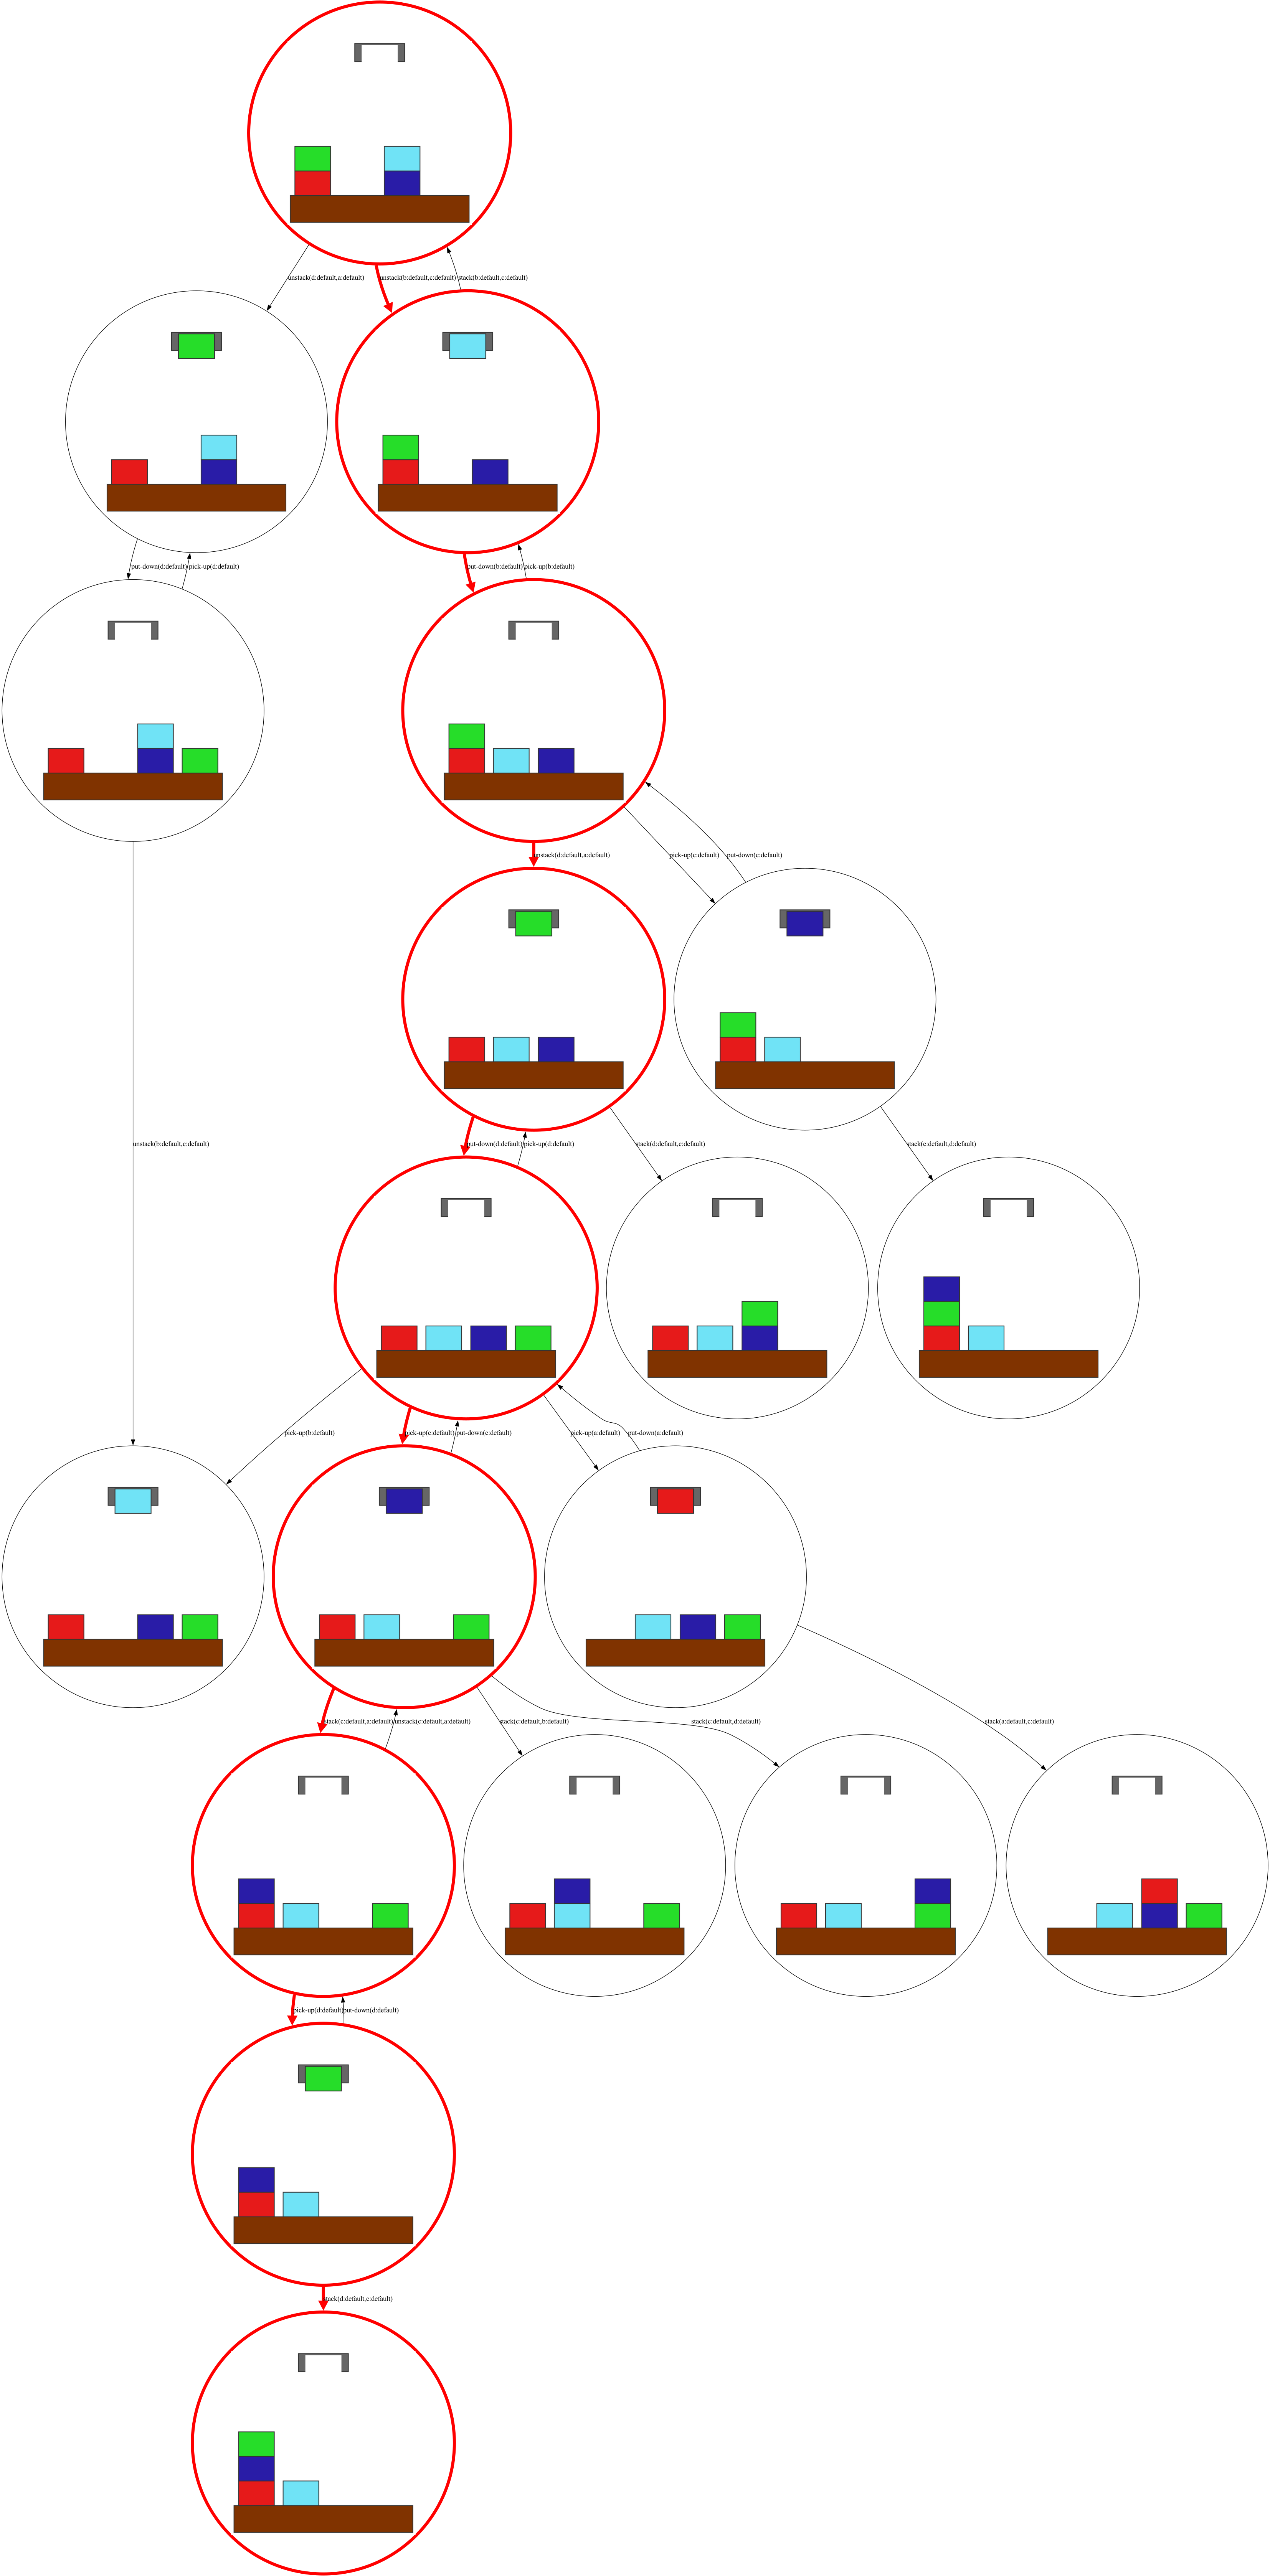 unstack(d:default,a:default)
unstack(b:default,c:default)
stack(b:default,c:default)
put-down(d:default)
pick-up(d:default)
put-down(b:default)
pick-up(b:default)
unstack(d:default,a:default)
pick-up(c:default)
put-down(c:default)
unstack(b:default,c:default)
put-down(d:default)
pick-up(d:default)
stack(d:default,c:default)
stack(c:default,d:default)
pick-up(b:default)
pick-up(c:default)
put-down(c:default)
pick-up(a:default)
put-down(a:default)
stack(c:default,a:default)
unstack(c:default,a:default)
stack(c:default,b:default)
stack(c:default,d:default)
stack(a:default,c:default)
pick-up(d:default)
put-down(d:default)
stack(d:default,c:default)